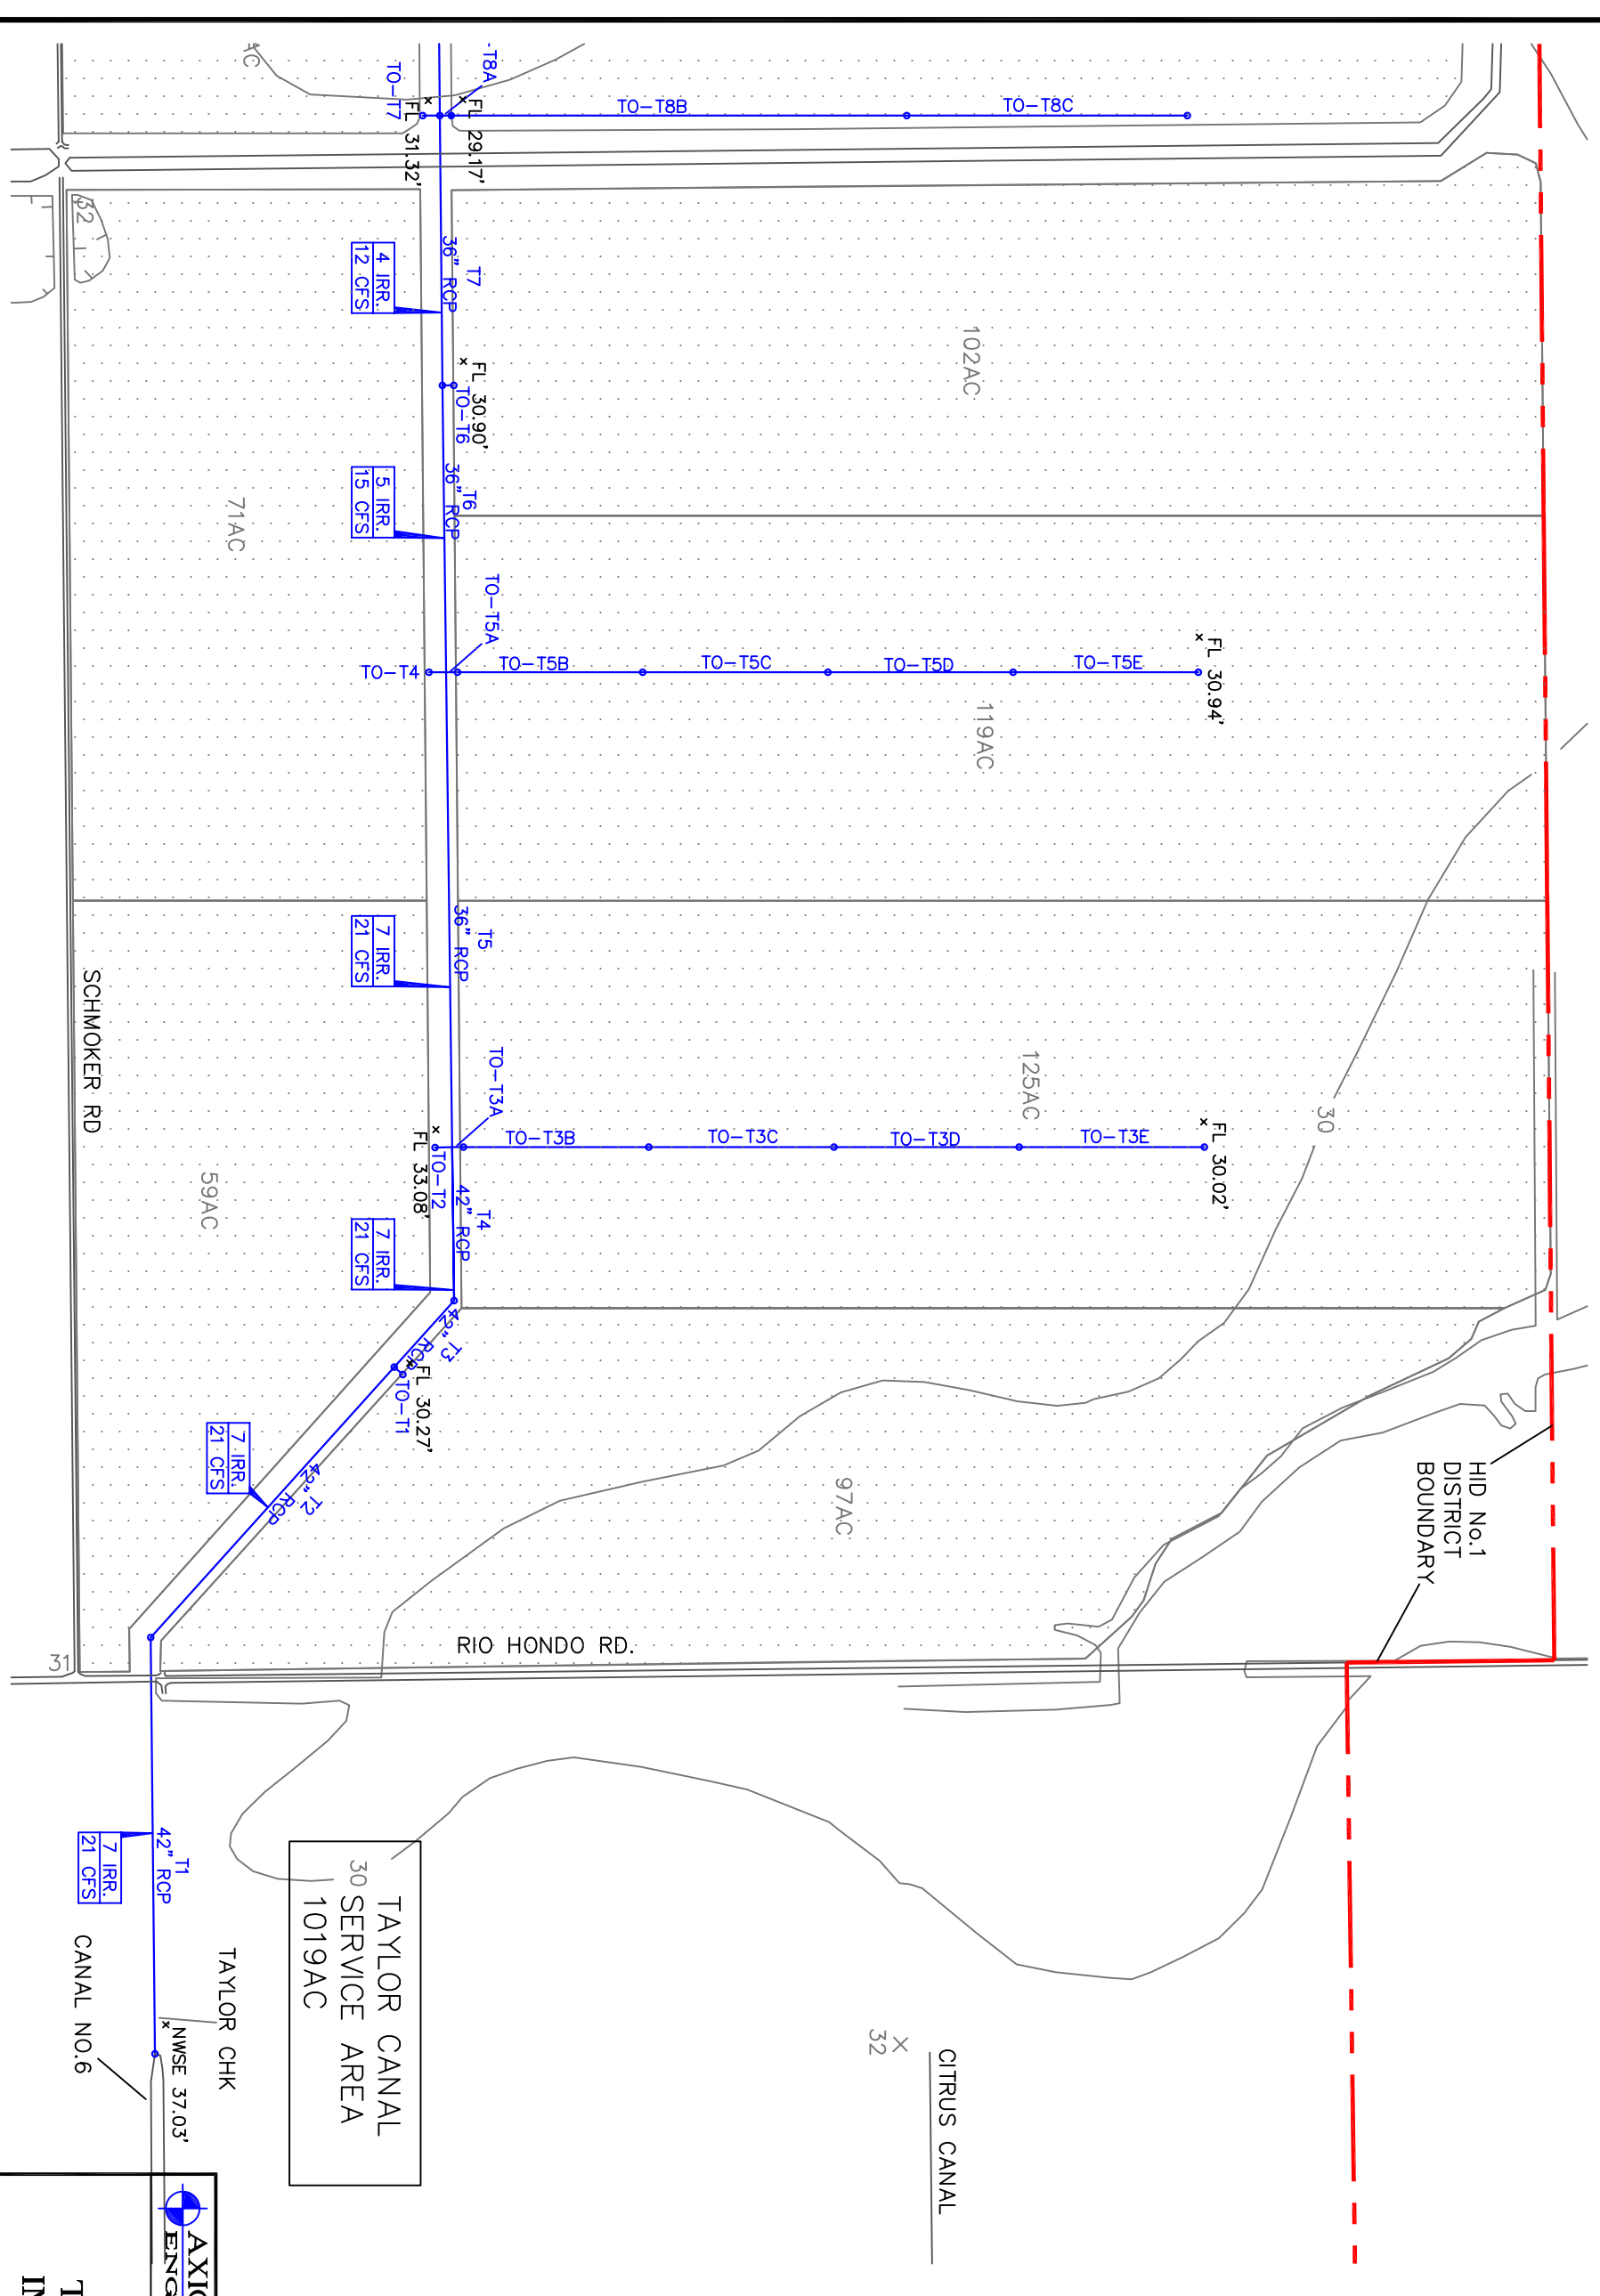 TO-T7
FL 31.32'
-T8A
FL 29.17'
TO-T8B
TO-T8C
32
T7
36" RCP
4 IRR.
12 CFS
FL 30.90'
TO-T6
102AC
T6
36" RCP
5 IRR.
15 CFS
71AC
TO-T5A
TO-T4
TO-T5B
TO-T5C
TO-T5D
TO-T5E
FL 30.94'
119AC
T5
36" RCP
7 IRR.
21 CFS
SCHMOKER RD
TO-T3A
TO-T3B
TO-T3C
TO-T3D
TO-T3E
FL 30.02'
125AC
30
TO-T2
FL 33.08'
T4
42" RCP
7 IRR.
21 CFS
59AC
T3
42" RCP
FL 30.27'
TO-T1
T2
42" RCP
7 IRR.
21 CFS
97AC
HID No.1
DISTRICT
BOUNDARY
RIO HONDO RD.
31
T1
42" RCP
7 IRR.
21 CFS
TAYLOR CANAL
SERVICE AREA
1019AC
30
TAYLOR CHK
NWSE 37.03'
CANAL NO.6
32
CITRUS CANAL